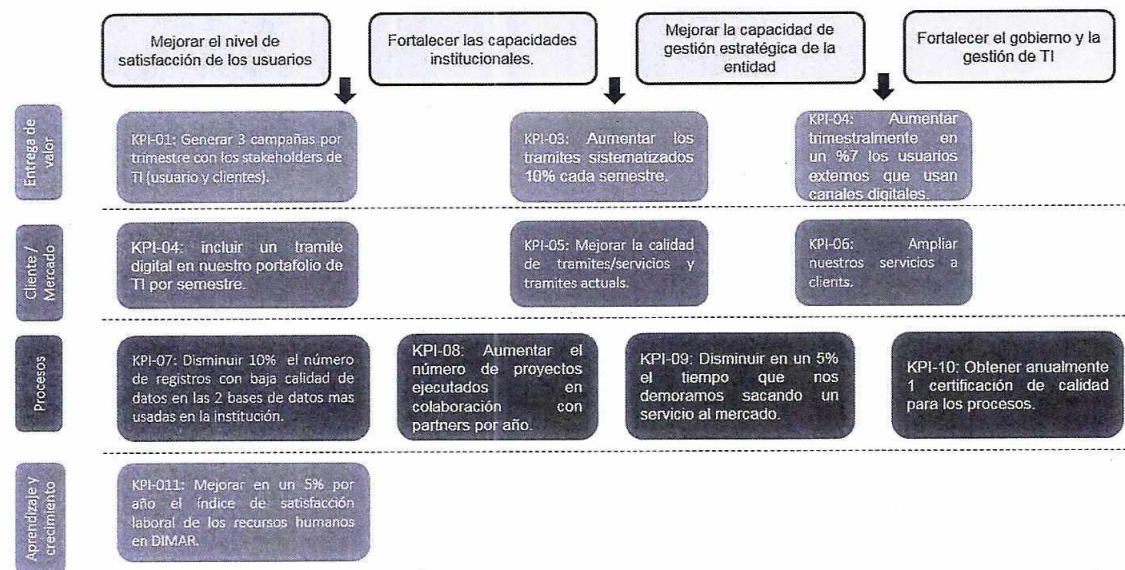 Mejorar el nivel de
satisfacción de los usuarios
Fortalecer las capacidades
institucionales.
Mejorar la capacidad de
gestión estratégica de la
entidad
Fortalecer el gobierno y la
gestión de TI
Entrega de
valor
KPI-01: Generar 3 campañas por
trimestre con los stakeholders de
TI (usuario y clientes).
KPI-03: Aumentar los
tramites sistematizados
10% cada semestre.
KPI-04: Aumentar
trimestralmente en
un %7 los usuarios
externos que usan
canales digitales.
Cliente /
Mercado
KPI-04: incluir un tramite
digital en nuestro portafolio de
TI por semestre.
KPI-05: Mejorar la calidad
de tramites/servicios y
tramites actuals.
KPI-06: Ampliar
nuestros servicios a
clients.
Procesos
KPI-07: Disminuir 10% el número
de registros con baja calidad de
datos en las 2 bases de datos mas
usadas en la institución.
KPI-08: Aumentar el
número de proyectos
ejecutados en
colaboración con
partners por año.
KPI-09: Disminuir en un 5%
el tiempo que nos
demoramos sacando un
servicio al mercado.
KPI-10: Obtener anualmente
1 certificación de calidad
para los procesos.
Aprendizaje y
crecimiento
KPI-011: Mejorar en un 5% por
año el índice de satisfacción
laboral de los recursos humanos
en DIMAR.